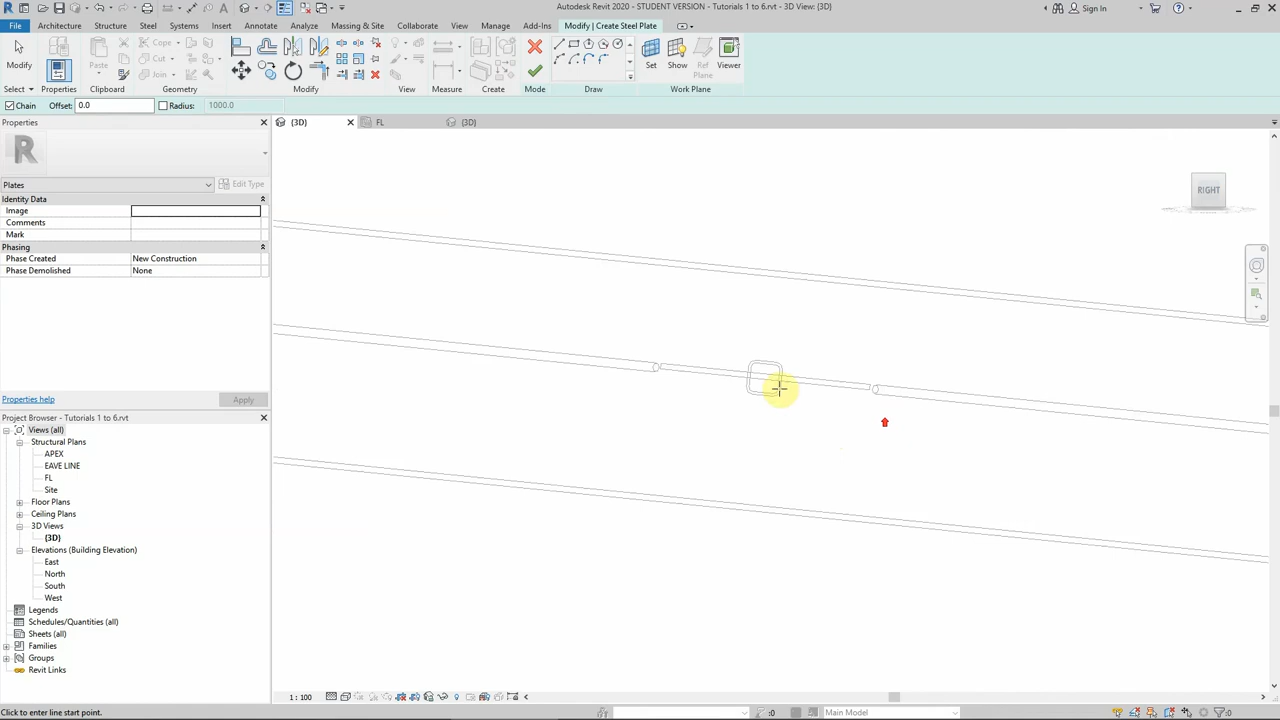 Autodesk Revit 2020 - STUDENT VERSION - Tutorials 1 to 6.rvt - 3D View: {3D}
Sign In
File Architecture Structure Steel Systems Insert Annotate Analyze Massing & Site Collaborate View Manage Add-Ins Modify | Create Steel Plate
Modify
Paste
Cope
Cut
Join
Set Show Ref Plane Viewer
Select Properties Clipboard Geometry Modify View Measure Create Mode Draw Work Plane
Chain Offset: 0.0 Radius: 1000.0
Properties
{3D} FL {3D}
Plates
Edit Type
Identity Data
Image
Comments
Mark
Phasing
Phase Created New Construction
Phase Demolished None
RIGHT
Properties help Apply
Project Browser - Tutorials 1 to 6.rvt
Views (all)
Structural Plans
APEX
EAVE LINE
FL
Site
Floor Plans
Ceiling Plans
3D Views
{3D}
Elevations (Building Elevation)
East
North
South
West
Legends
Schedules/Quantities (all)
Sheets (all)
Families
Groups
Revit Links
1 : 100
Click to enter line start point.
:0
Main Model
:0